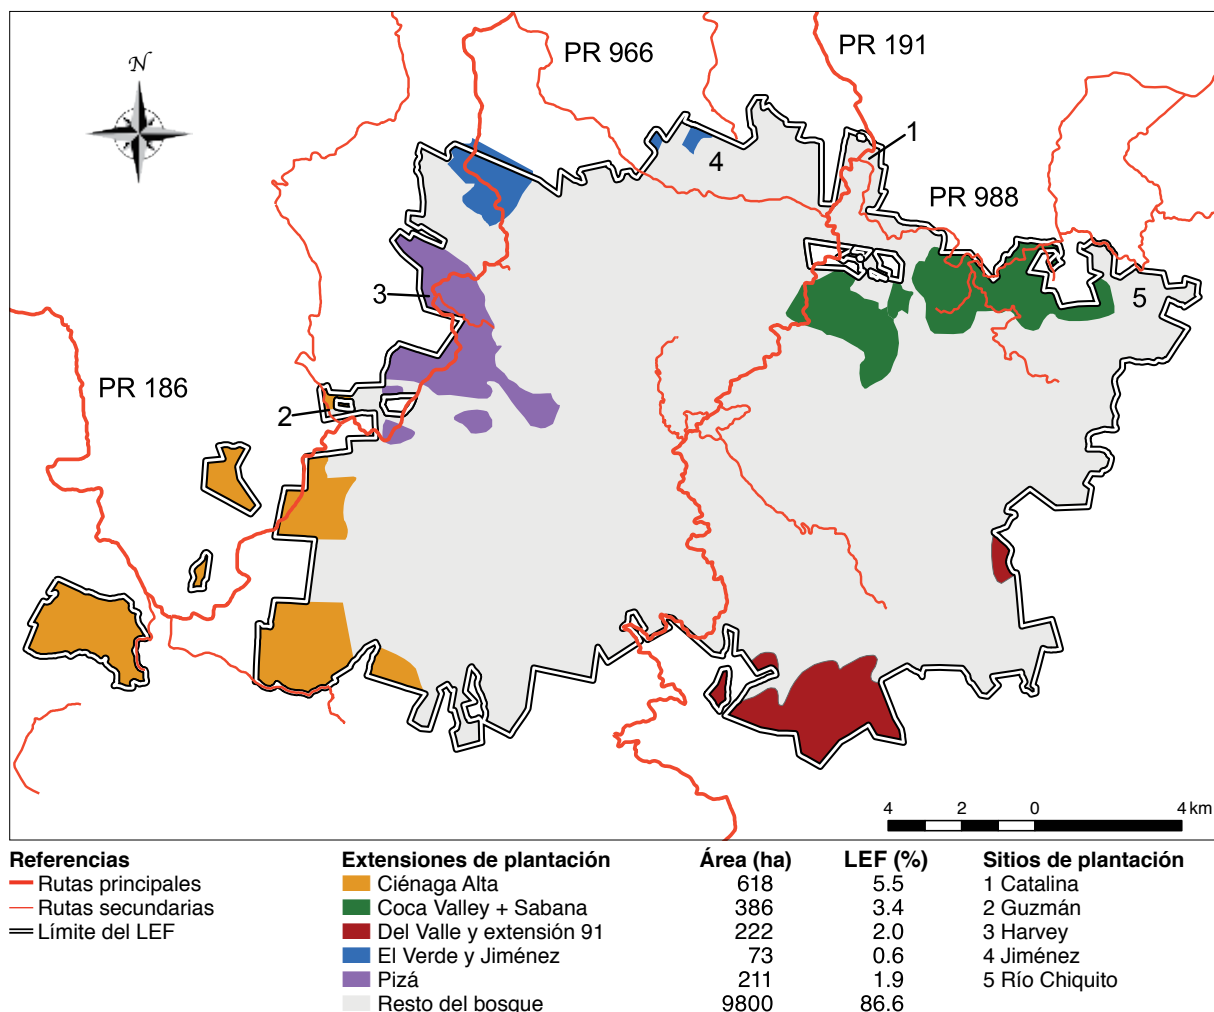 N
PR 966
PR 191
1
4
PR 988
3
5
PR 186
2
4 2 0 4 km
Referencias
Rutas principales
Rutas secundarias
Límite del LEF
Extensiones de plantación Área (ha) LEF (%)
Ciénaga Alta 618 5.5
Coca Valley + Sabana 386 3.4
Del Valle y extensión 91 222 2.0
El Verde y Jiménez 73 0.6
Pizá 211 1.9
Resto del bosque 9800 86.6
Sitios de plantación
1 Catalina
2 Guzmán
3 Harvey
4 Jiménez
5 Río Chiquito